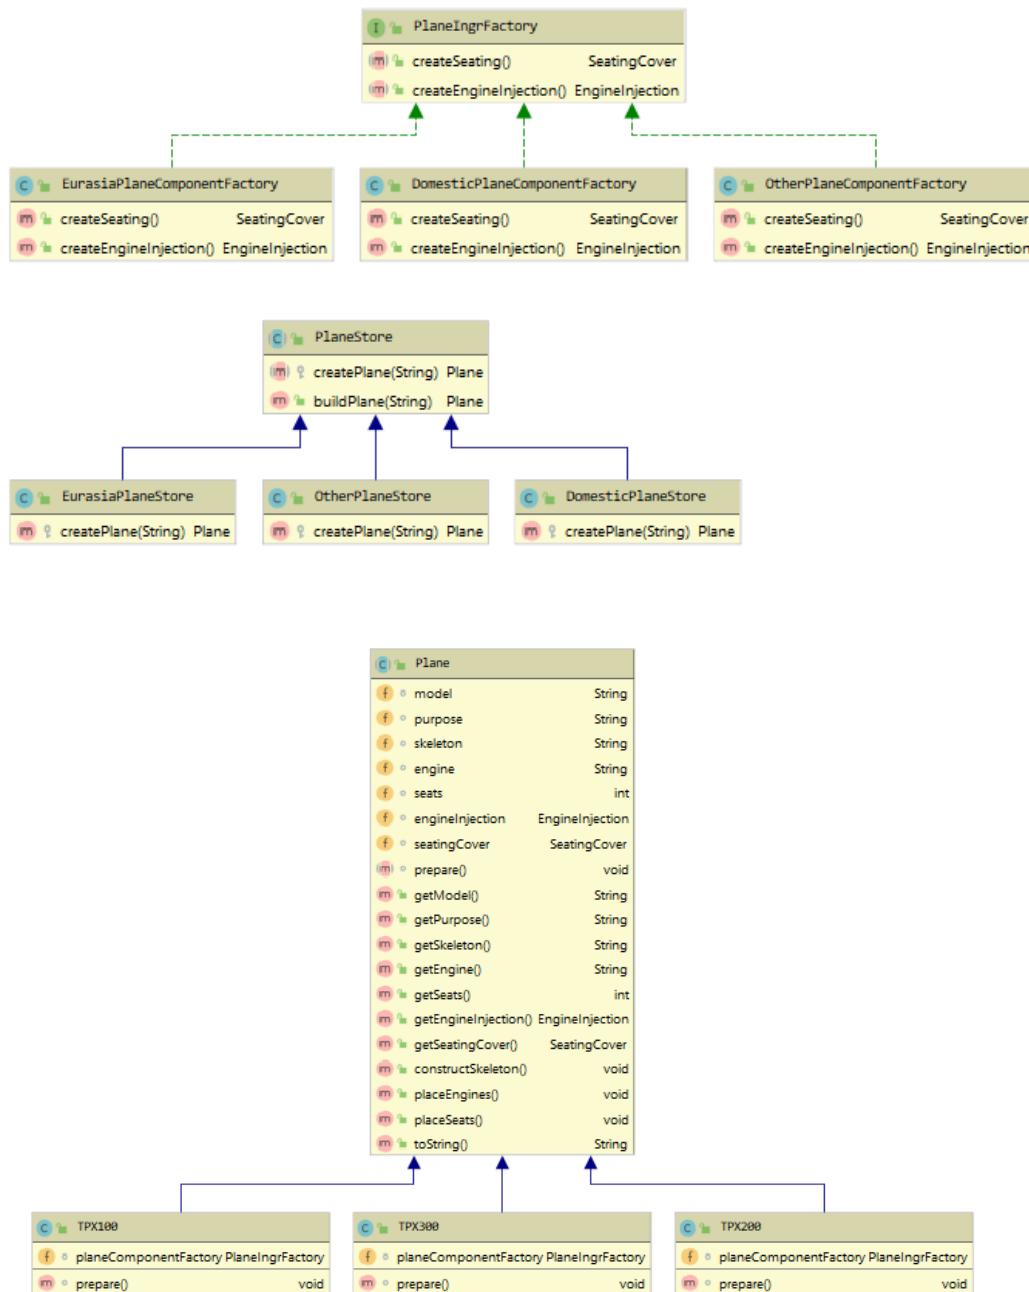 PlaneIngrFactory
createSeating() SeatingCover
createEngineInjection() EngineInjection
EurasiaPlaneComponentFactory
createSeating() SeatingCover
createEngineInjection() EngineInjection
DomesticPlaneComponentFactory
createSeating() SeatingCover
createEngineInjection() EngineInjection
OtherPlaneComponentFactory
createSeating() SeatingCover
createEngineInjection() EngineInjection
PlaneStore
createPlane(String) Plane
buildPlane(String) Plane
EurasiaPlaneStore
createPlane(String) Plane
OtherPlaneStore
createPlane(String) Plane
DomesticPlaneStore
createPlane(String) Plane
Plane
model String
purpose String
skeleton String
engine String
seats int
engineInjection EngineInjection
seatingCover SeatingCover
prepare() void
getModel() String
getPurpose() String
getSkeleton() String
getEngine() String
getSeats() int
getEngineInjection() EngineInjection
getSeatingCover() SeatingCover
constructSkeleton() void
placeEngines() void
placeSeats() void
toString() String
TPX100
planeComponentFactory PlaneIngrFactory
prepare() void
TPX300
planeComponentFactory PlaneIngrFactory
prepare() void
TPX200
planeComponentFactory PlaneIngrFactory
prepare() void